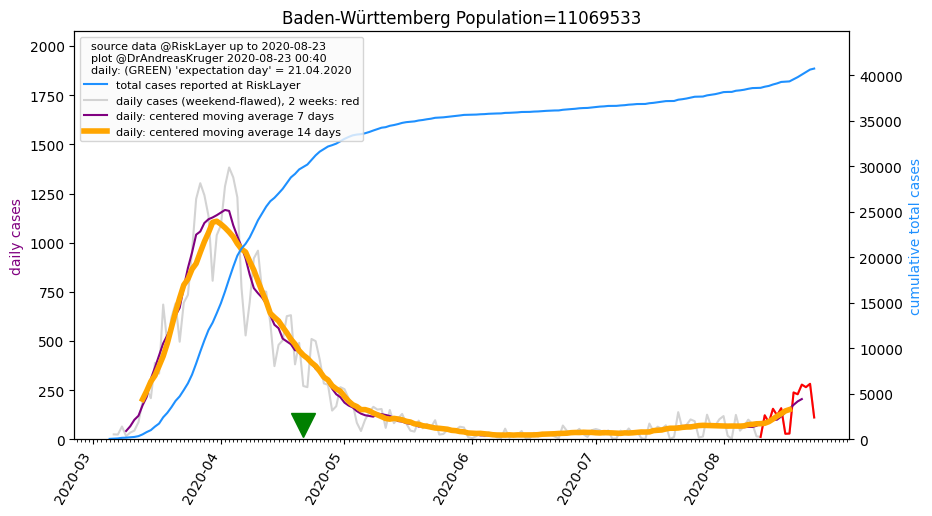 Baden-Württemberg Population=11069533
source data @RiskLayer up to 2020-08-23
plot @DrAndreasKruger 2020-08-23 00:40
daily: (GREEN) 'expectation day' = 21.04.2020
total cases reported at RiskLayer
daily cases (weekend-flawed), 2 weeks: red
daily: centered moving average 7 days
daily: centered moving average 14 days
daily cases
2000
1750
1500
1250
1000
750
500
250
0
cumulative total cases
40000
35000
30000
25000
20000
15000
10000
5000
0
2020-03
2020-04
2020-05
2020-06
2020-07
2020-08